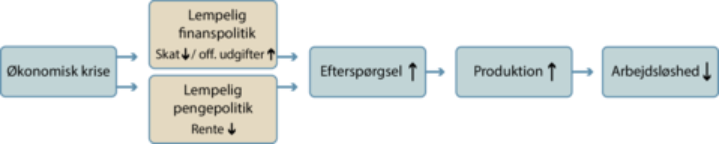 Økonomisk krise
Lempelig
finanspolitik
Skat↓/ off. udgifter↑
Lempelig
pengepolitik
Rente ↓
Efterspørgsel ↑
Produktion ↑
Arbejdsløshed ↓